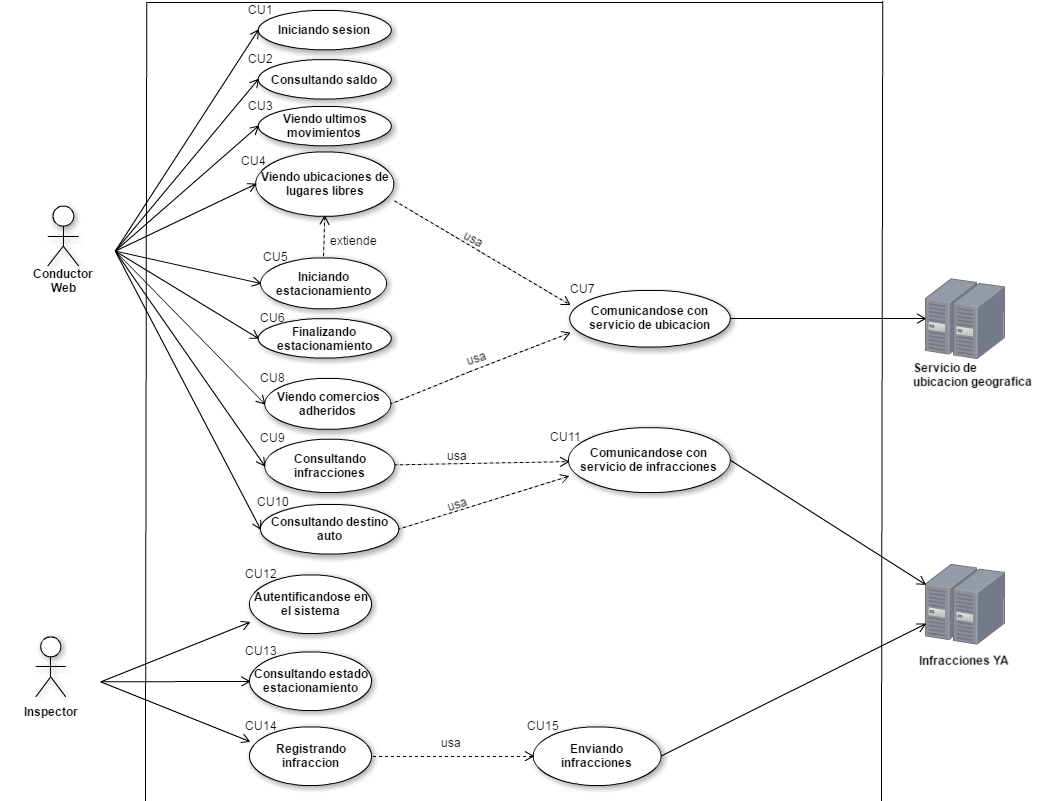 CU1
Iniciando sesion
CU2
Consultando saldo
CU3
Viendo ultimos
movimientos
CU4
Viendo ubicaciones de
lugares libres
usa
extiende
CU5
Iniciando
estacionamiento
Conductor
Web
CU6
Finalizando
estacionamiento
CU7
Comunicandose con
servicio de ubicacion
usa
Servicio de
ubicacion geografica
CU8
Viendo comercios
adheridos
CU9
Consultando
infracciones
usa
CU11
Comunicandose con
servicio de infracciones
usa
CU10
Consultando destino
auto
CU12
Autentificandose en
el sistema
CU13
Consultando estado
estacionamiento
Inspector
Infracciones YA
CU14
Registrando
infraccion
usa
CU15
Enviando
infracciones